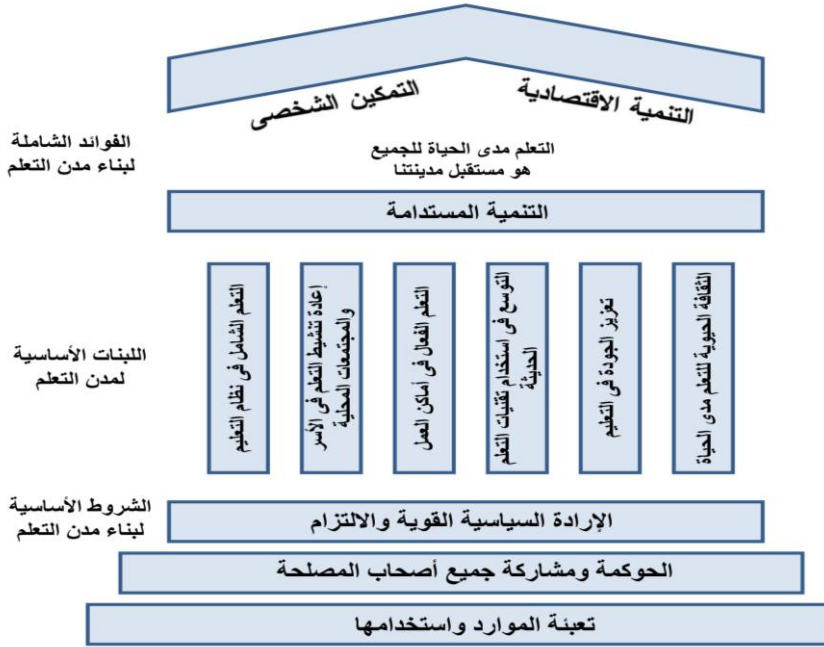 التنمية الاقتصادية
التمكين الشخصى
الفوائد الشاملة
لبناء مدن التعلم
التعلم مدى الحياة للجميع
هو مستقبل مدينتنا
التنمية المستدامة
اللبنات الأساسية
لمدن التعلم
الثقافة الحيوية للتعلم مدى الحياة
تعزيز الجودة فى التعليم
التوسع فى استخدام تقنيات التعلم
الحديثة
التعلم الفعال فى أماكن العمل
إعادة تنشيط التعلم فى الأسر
والمجتمعات المحلية
التعلم الشامل فى نظام التعليم
الشروط الأساسية
لبناء مدن التعلم
الإرادة السياسية القوية والالتزام
الحوكمة ومشاركة جميع أصحاب المصلحة
تعبئة الموارد واستخدامها